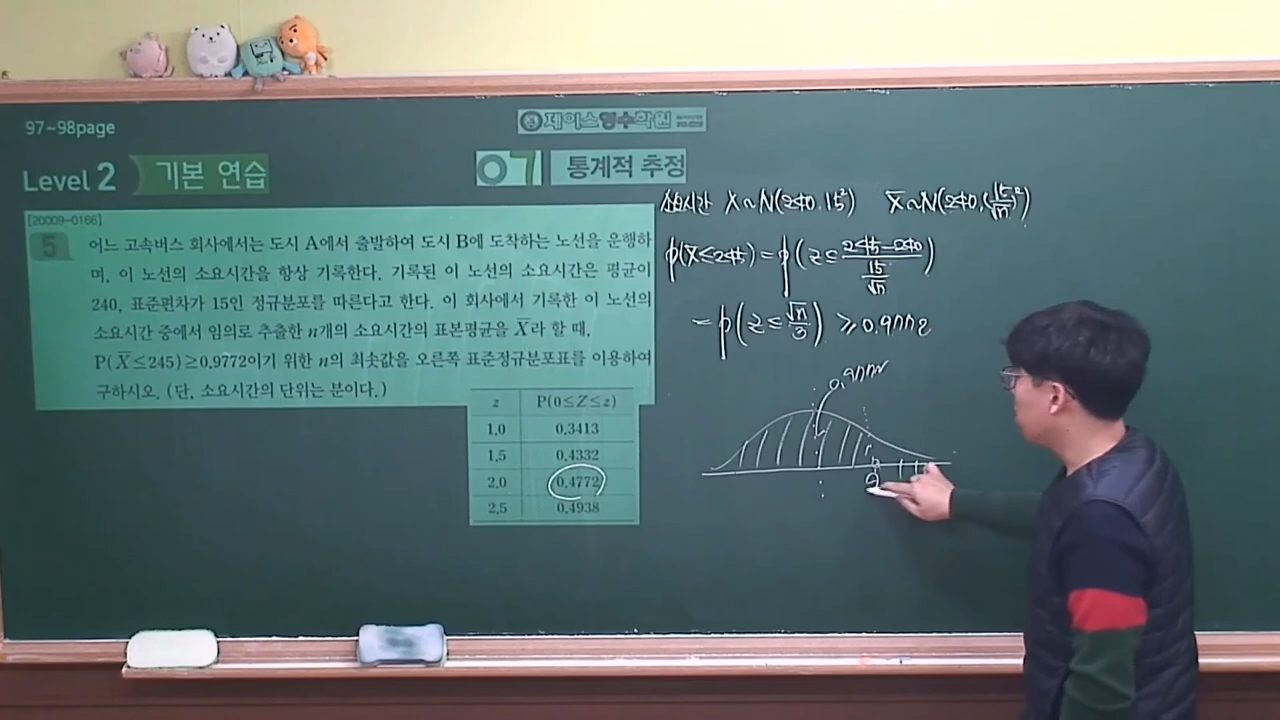 97~98page
제이스영수학원
Level 2 기본 연습
07 통계적 추정
[20009-0166]
5 어느 고속버스 회사에서는 도시 A에서 출발하여 도시 B에 도착하는 노선을 운행하
며, 이 노선의 소요시간을 항상 기록한다. 기록된 이 노선의 소요시간은 평균이
240, 표준편차가 15인 정규분포를 따른다고 한다. 이 회사에서 기록한 이 노선의
소요시간 중에서 임의로 추출한 n개의 소요시간의 표본평균을 X̄라 할 때,
P(X̄≤245)≥0.9772이기 위한 n의 최솟값을 오른쪽 표준정규분포표를 이용하여
구하시오. (단, 소요시간의 단위는 분이다.)
z P(0≤Z≤z)
1.0 0.3413
1.5 0.4332
2.0 0.4772
2.5 0.4938
소요시간 X~N(240, 15²) X̄~N(240, (15/√n)²)
P(X̄≤245) = P(Z≤(245-240)/(15/√n))
= P(Z≤√n/3) ≥ 0.9772
0.9772
2